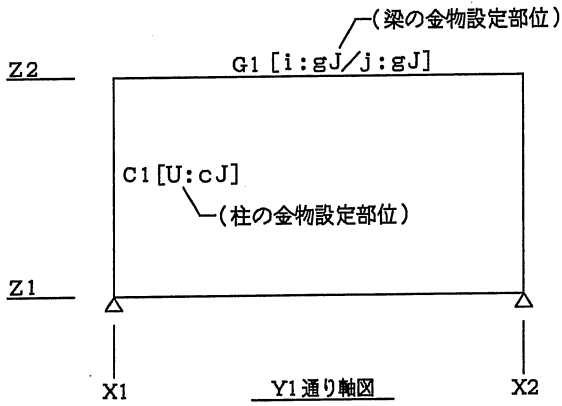 (梁の金物設定部位)
Z2
G1 [i:gJ/j:gJ]
C1[U:cJ]
(柱の金物設定部位)
Z1
X1
Y1通り軸図
X2